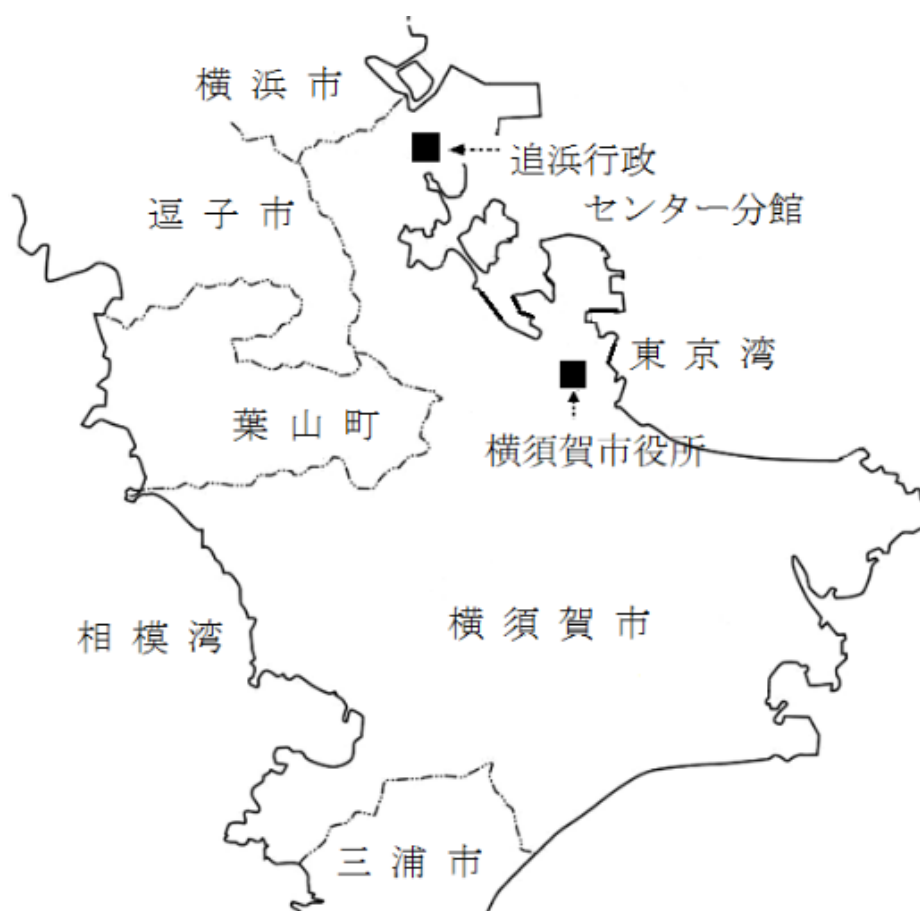 横浜市
追浜行政
センター分館
逗子市
東京湾
葉山町
横須賀市役所
相模湾
横須賀市
三浦市